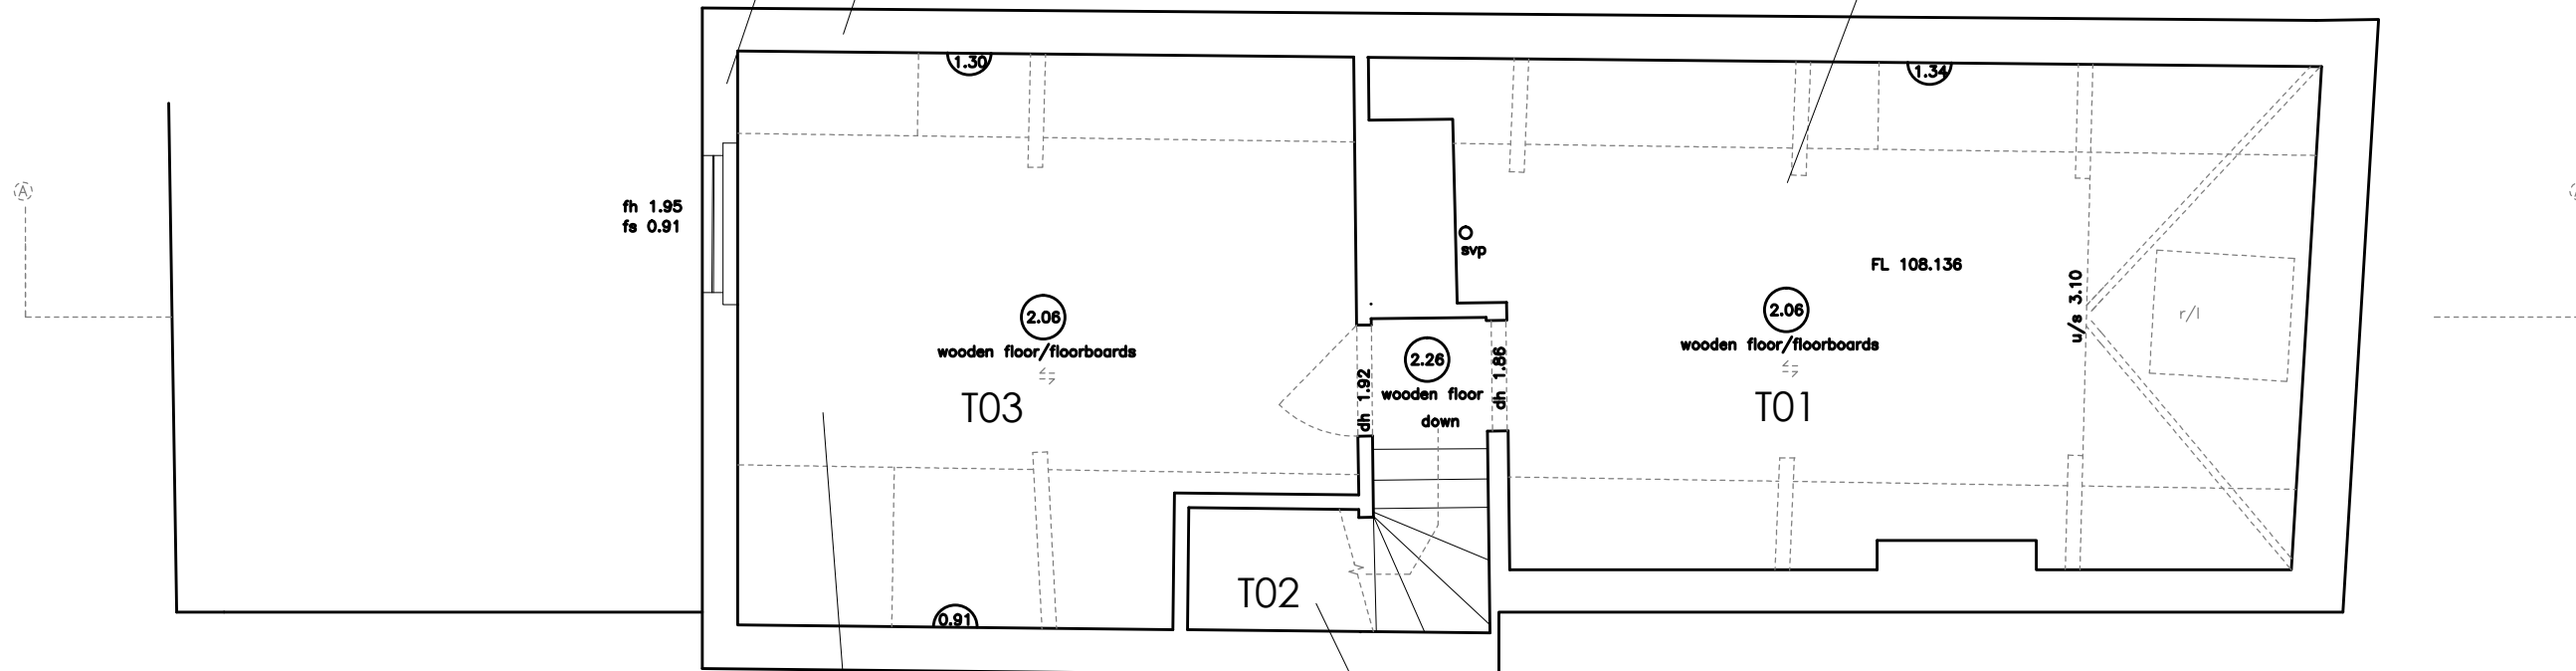 1.30
1.34
A
fh 1.95
fs 0.91
svp
FL 108.136
u/s 3.10
r/l
2.06
wooden floor/floorboards
T03
dh 1.92
2.26
wooden floor
down
dh 1.86
2.06
wooden floor/floorboards
T01
T02
0.91